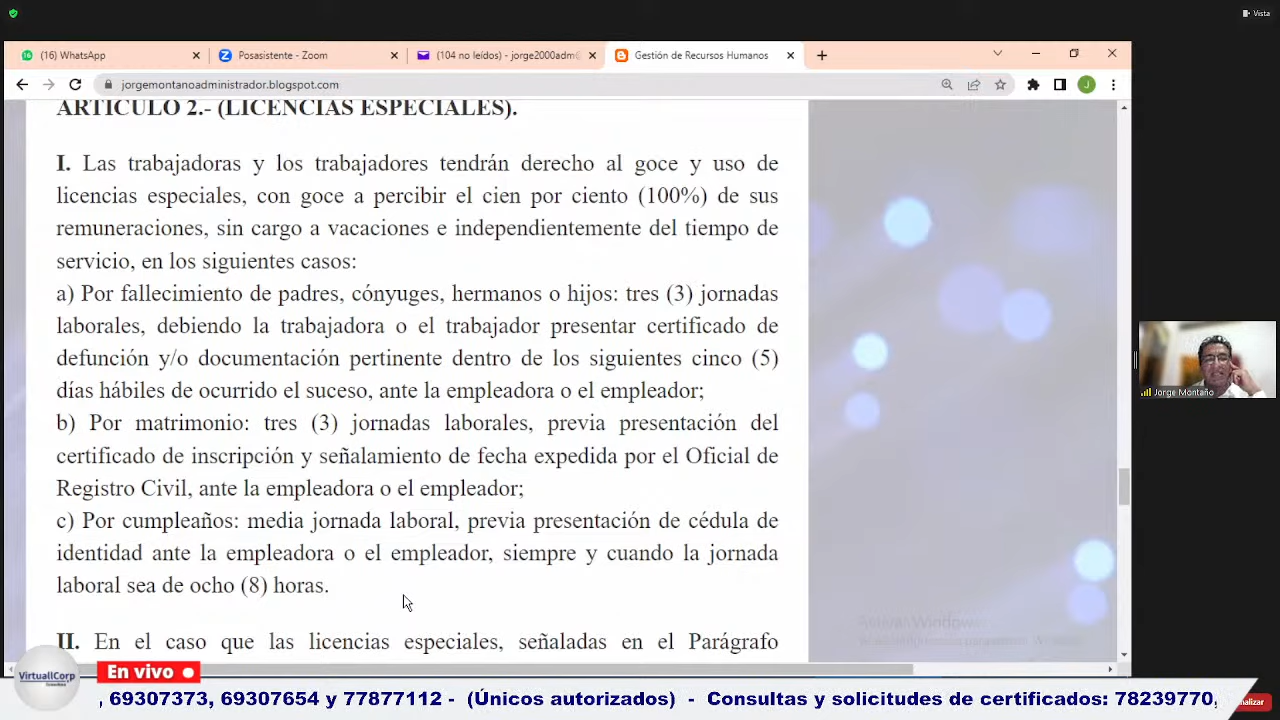 Vista
(16) WhatsApp
Posasistente - Zoom
(104 no leídos) - jorge2000adm
Gestión de Recursos Humanos
jorgemontanoadministrador.blogspot.com
J
ARTÍCULO 2.- (LICENCIAS ESPECIALES).
I. Las trabajadoras y los trabajadores tendrán derecho al goce y uso de
licencias especiales, con goce a percibir el cien por ciento (100%) de sus
remuneraciones, sin cargo a vacaciones e independientemente del tiempo de
servicio, en los siguientes casos:
a) Por fallecimiento de padres, cónyuges, hermanos o hijos: tres (3) jornadas
laborales, debiendo la trabajadora o el trabajador presentar certificado de
defunción y/o documentación pertinente dentro de los siguientes cinco (5)
días hábiles de ocurrido el suceso, ante la empleadora o el empleador;
b) Por matrimonio: tres (3) jornadas laborales, previa presentación del
certificado de inscripción y señalamiento de fecha expedida por el Oficial de
Registro Civil, ante la empleadora o el empleador;
c) Por cumpleaños: media jornada laboral, previa presentación de cédula de
identidad ante la empleadora o el empleador, siempre y cuando la jornada
laboral sea de ocho (8) horas.
II. En el caso que las licencias especiales, señaladas en el Parágrafo
Jorge Montaño
Activar Windows
VirtuallCorp
En vivo
, 69307373, 69307654 y 77877112 - (Únicos autorizados) - Consultas y solicitudes de certificados: 78239770,